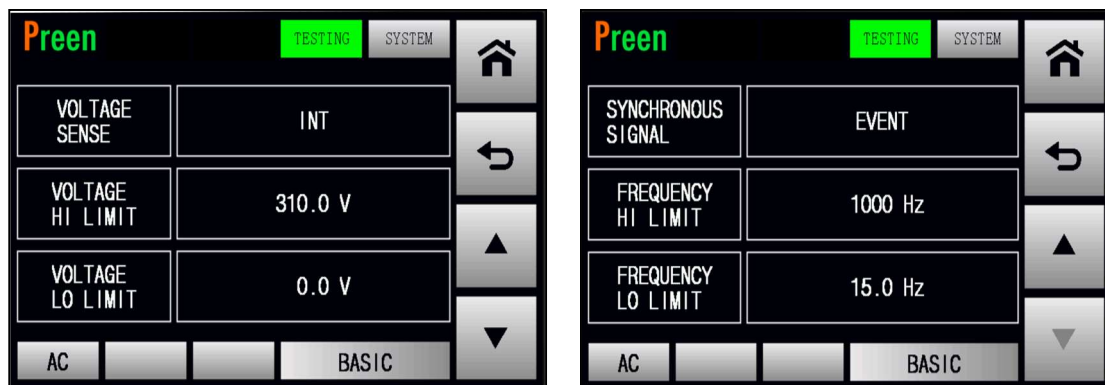 Preen
TESTING SYSTEM
VOLTAGE
SENSE
INT
VOLTAGE
HI LIMIT
310.0 V
VOLTAGE
LO LIMIT
0.0 V
AC
BASIC
Preen
TESTING SYSTEM
SYNCHRONOUS
SIGNAL
EVENT
FREQUENCY
HI LIMIT
1000 Hz
FREQUENCY
LO LIMIT
15.0 Hz
AC
BASIC